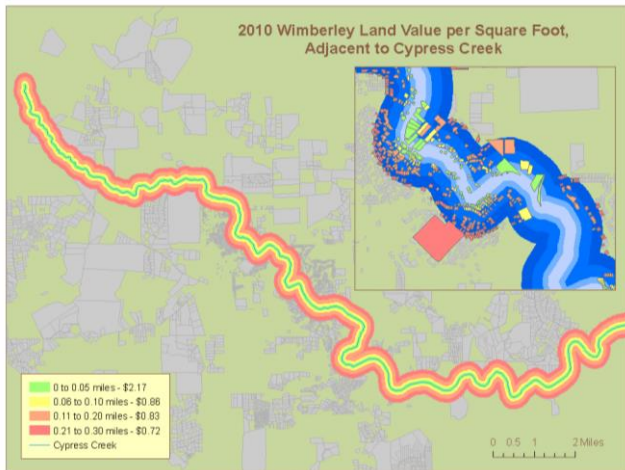 2010 Wimberley Land Value per Square Foot,
Adjacent to Cypress Creek
0 to 0.05 miles - $2.17
0.06 to 0.10 miles - $0.86
0.11 to 0.20 miles - $0.83
0.21 to 0.30 miles - $0.72
Cypress Creek
0 0.5 1 2 Miles